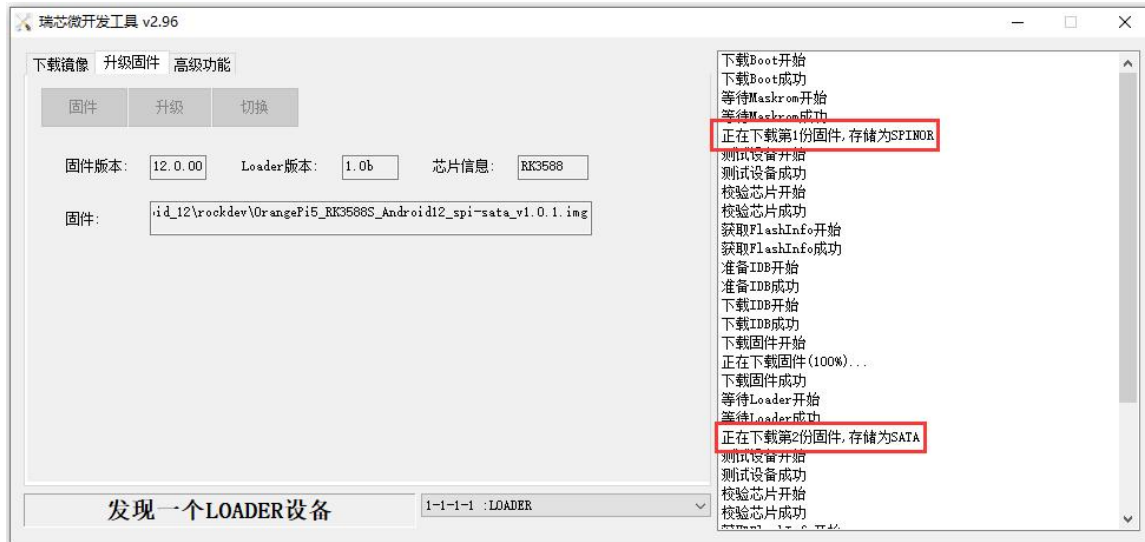 瑞芯微开发工具 v2.96
下载镜像 升级固件 高级功能
固件 升级 切换
固件版本: 12.0.00 Loader版本: 1.0b 芯片信息: RK3588
固件: id_12\rockdev\OrangePi5_RK3588S_Android12_spi-sata_v1.0.1.img
发现一个LOADER设备
1-1-1-1 :LOADER
下载Boot开始
下载Boot成功
等待Maskrom开始
等待Maskrom成功
正在下载第1份固件,存储为SPINOR
测试设备开始
测试设备成功
校验芯片开始
校验芯片成功
获取FlashInfo开始
获取FlashInfo成功
准备IDB开始
准备IDB成功
下载IDB开始
下载IDB成功
下载固件开始
正在下载固件(100%)...
下载固件成功
等待Loader开始
等待Loader成功
正在下载第2份固件,存储为SATA
测试设备开始
测试设备成功
校验芯片开始
校验芯片成功